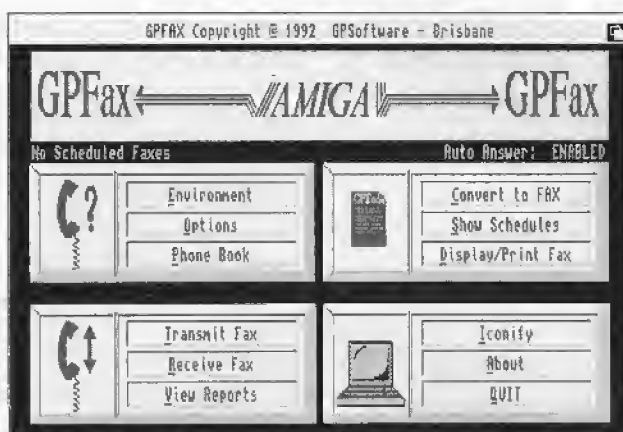 GPFAX Copyright © 1992 GPSoftware - Brisbane
GPFax AMIGA GPFax
No Scheduled Faxes
Auto Answer: ENABLED
Environment
Options
Phone Book
Convert to FAX
Show Schedules
Display/Print Fax
Transmit Fax
Receive Fax
View Reports
Iconify
About
QUIT